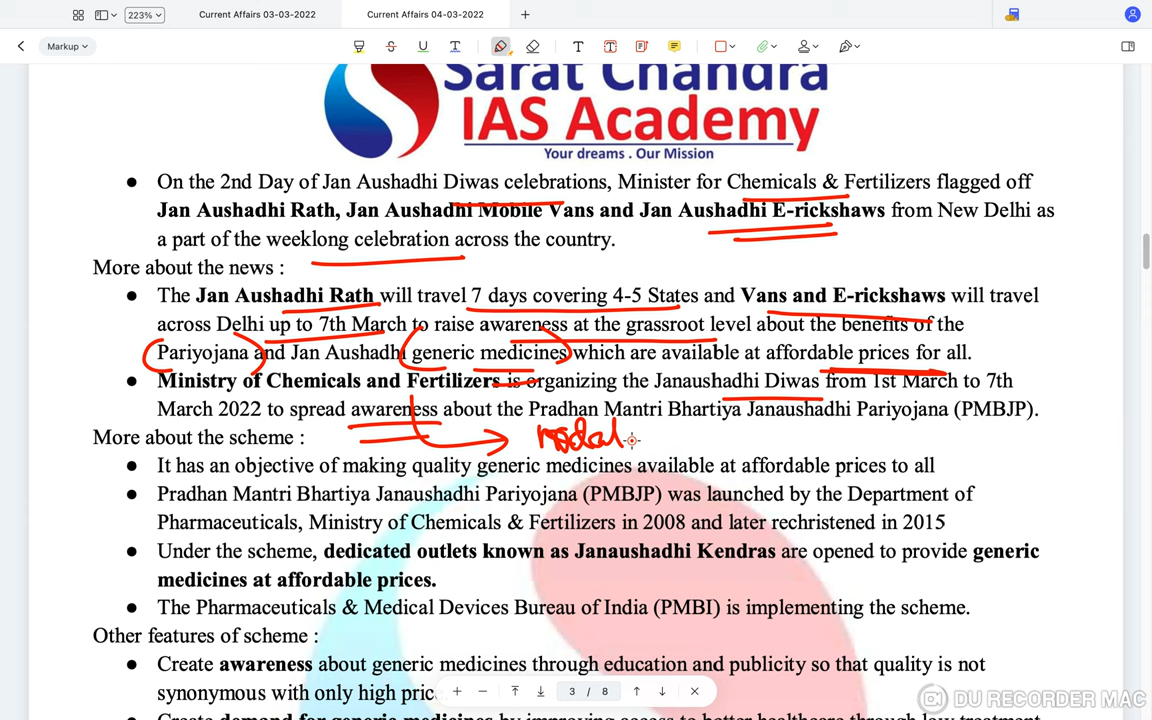 223%
Current Affairs 03-03-2022
Current Affairs 04-03-2022
Markup
Sarat Chandra
IAS Academy
Your dreams . Our Mission
● On the 2nd Day of Jan Aushadhi Diwas celebrations, Minister for Chemicals & Fertilizers flagged off
Jan Aushadhi Rath, Jan Aushadhi Mobile Vans and Jan Aushadhi E-rickshaws from New Delhi as
a part of the weeklong celebration across the country.
More about the news :
● The Jan Aushadhi Rath will travel 7 days covering 4-5 States and Vans and E-rickshaws will travel
across Delhi up to 7th March to raise awareness at the grassroot level about the benefits of the
Pariyojana and Jan Aushadhi generic medicines which are available at affordable prices for all.
● Ministry of Chemicals and Fertilizers is organizing the Janaushadhi Diwas from 1st March to 7th
March 2022 to spread awareness about the Pradhan Mantri Bhartiya Janaushadhi Pariyojana (PMBJP).
nodal
More about the scheme :
● It has an objective of making quality generic medicines available at affordable prices to all
● Pradhan Mantri Bhartiya Janaushadhi Pariyojana (PMBJP) was launched by the Department of
Pharmaceuticals, Ministry of Chemicals & Fertilizers in 2008 and later rechristened in 2015
● Under the scheme, dedicated outlets known as Janaushadhi Kendras are opened to provide generic
medicines at affordable prices.
● The Pharmaceuticals & Medical Devices Bureau of India (PMBI) is implementing the scheme.
Other features of scheme :
● Create awareness about generic medicines through education and publicity so that quality is not
synonymous with only high
3 / 8
DU RECORDER MAC